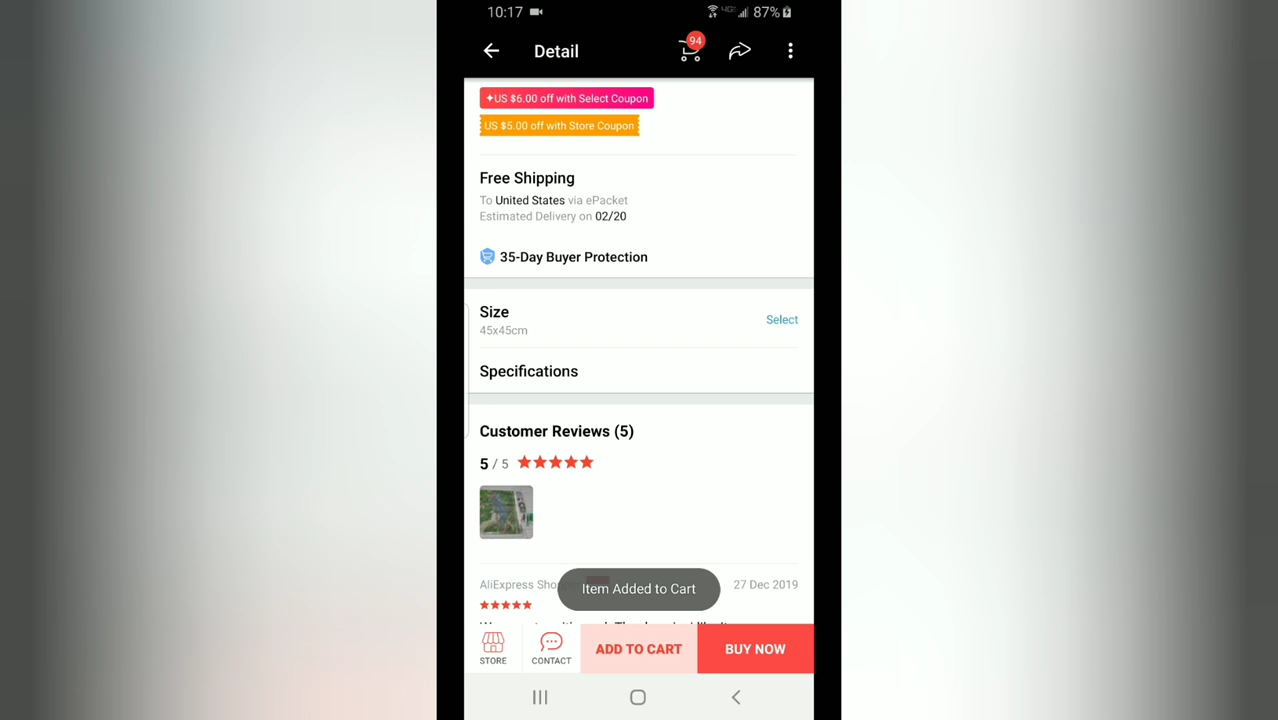 10:17 87%
Detail 94
✦US $6.00 off with Select Coupon
US $5.00 off with Store Coupon
Free Shipping
To United States via ePacket
Estimated Delivery on 02/20
35-Day Buyer Protection
Size
45x45cm
Select
Specifications
Customer Reviews (5)
5 / 5
AliExpress
27 Dec 2019
Item Added to Cart
STORE
CONTACT
ADD TO CART
BUY NOW